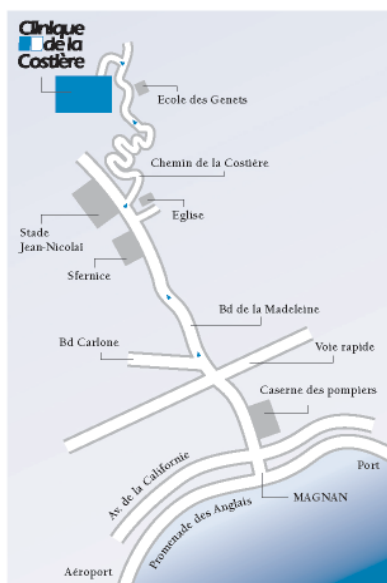 Clinique
de la
Costière
Ecole des Genets
Chemin de la Costière
Eglise
Stade
Jean-Nicolaï
Sfernice
Bd de la Madeleine
Bd Carlone
Voie rapide
Caserne des pompiers
Av. de la Californie
Port
MAGNAN
Promenade des Anglais
Aéroport